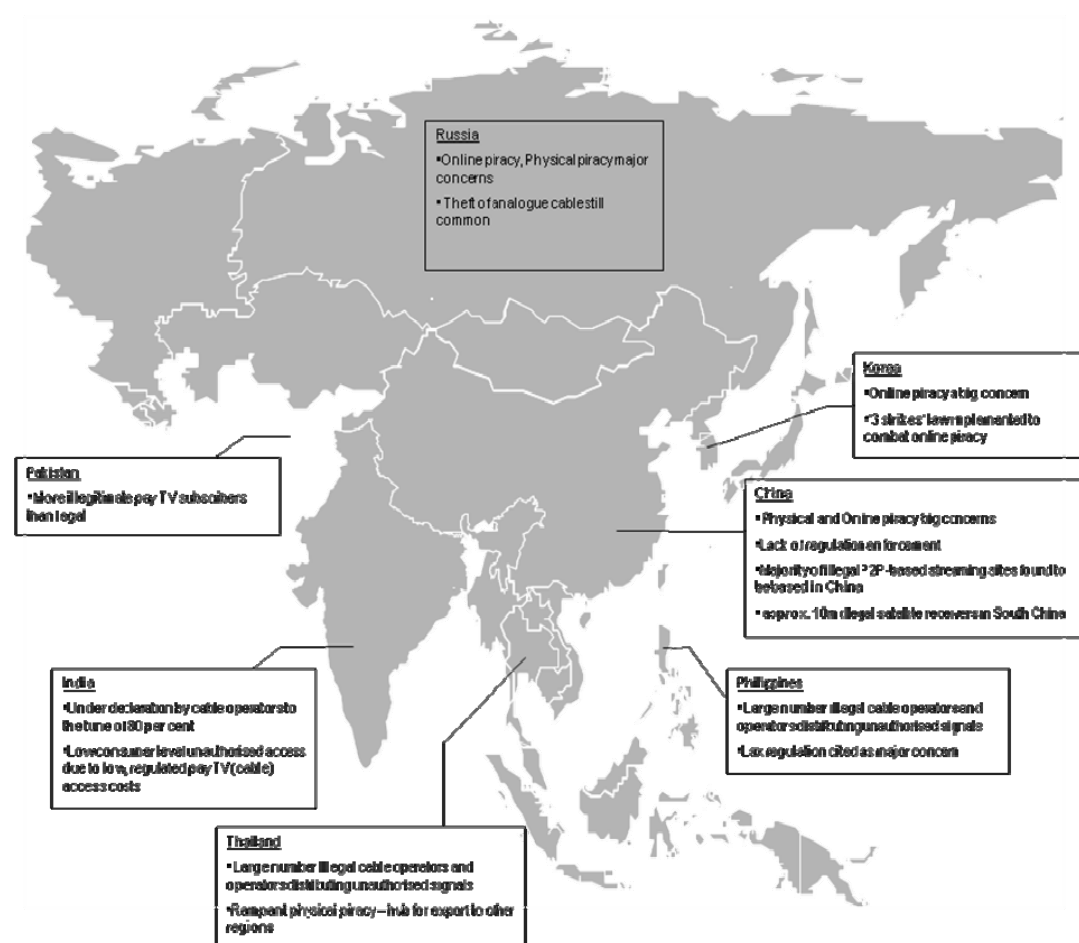 Russia
▪Online piracy, Physical piracy major
concerns
▪Theft of analogue cable still
common
Korea
▪Online piracy a big concern
▪'3 strikes' law implemented to
combat online piracy
Pakistan
▪More illegitimate pay TV subscribers
than legal
China
▪Physical and Online piracy big concerns
▪Lack of regulation enforcement
▪Majority of illegal P2P-based streaming sites found to
be based in China
▪approx. 10m illegal satellite receivers in South China
India
▪Under declaration by cable operators to
the tune of 80 per cent
▪Low consumer level unauthorised access
due to low, regulated pay TV (cable)
access costs
Philippines
▪Large number illegal cable operators and
operators distributing unauthorised signals
▪Lax regulation cited as major concern
Thailand
▪Large number illegal cable operators and
operators distributing unauthorised signals
▪Rampant physical piracy – hub for export to other
regions